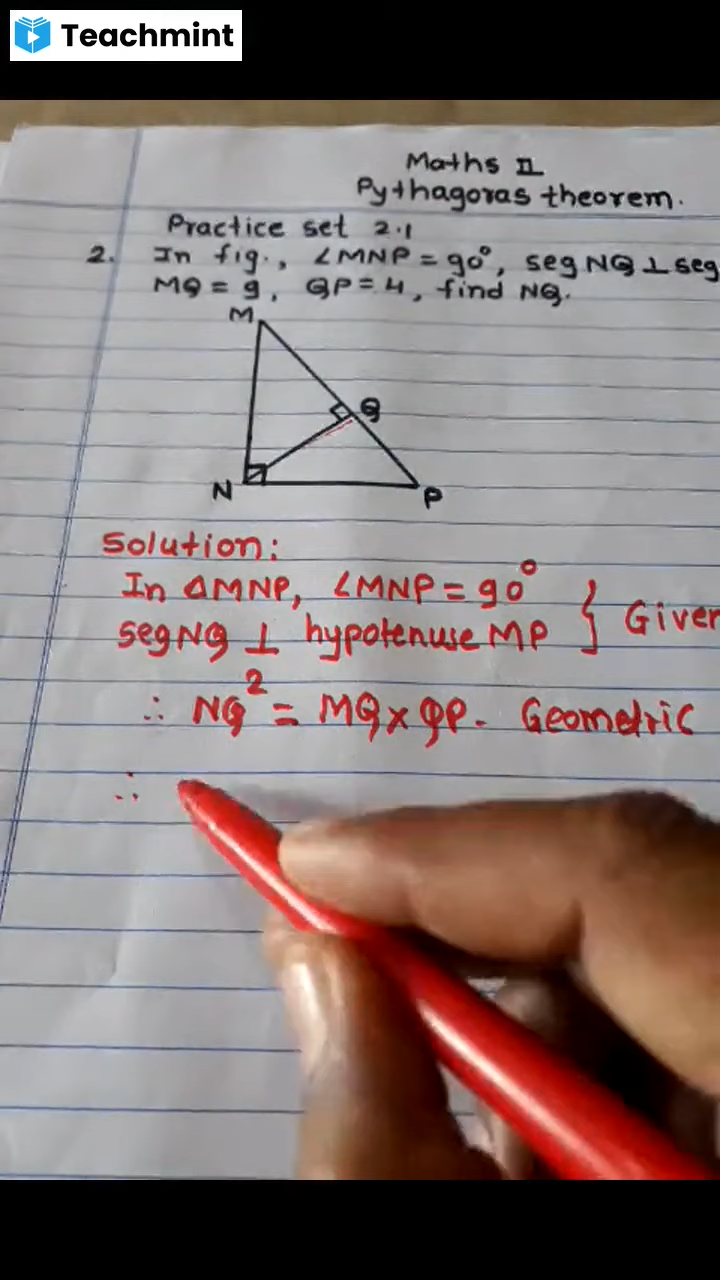 Teachmint
Maths II
Pythagoras theorem.
Practice set 2.1
2. In fig., ∠MNP = 90°, seg NQ ⊥ seg
MQ = 9, QP = 4, find NQ.
M
Q
N
P
Solution:
In △MNP, ∠MNP = 90°
seg NQ ⊥ hypotenuse MP } Given
∴ NQ² = MQ × QP. Geometric
∴